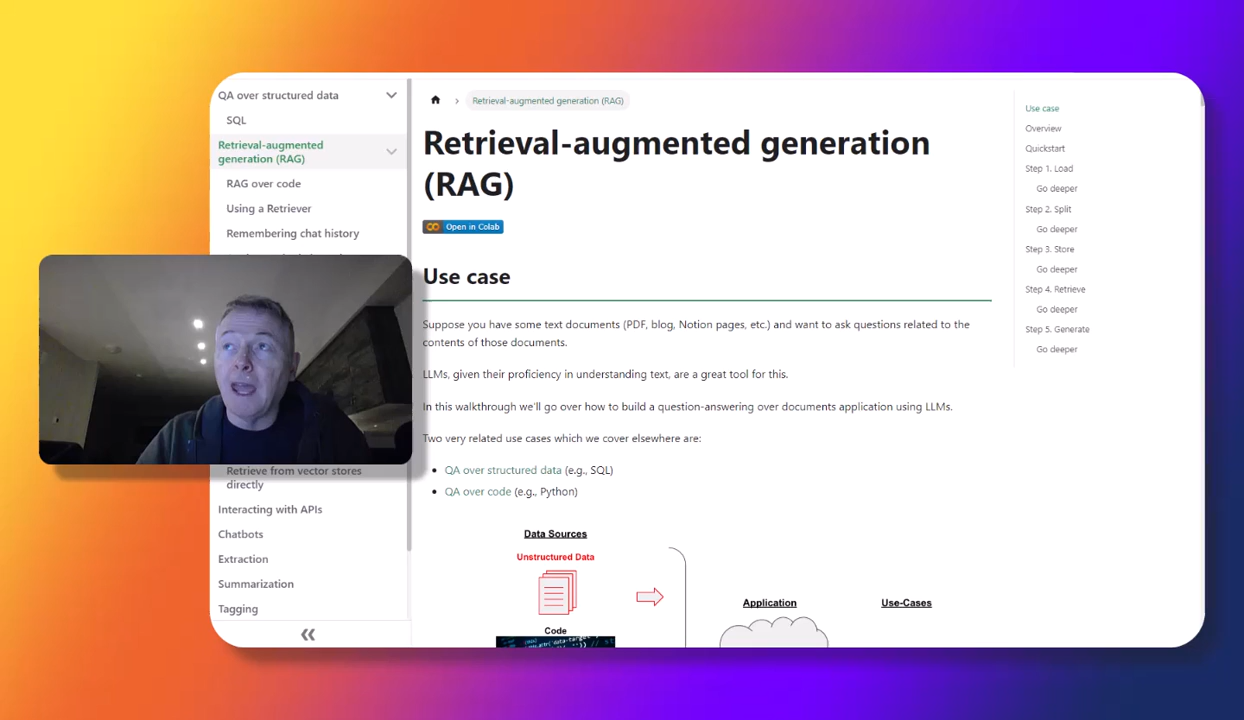 QA over structured data
SQL
Retrieval-augmented
generation (RAG)
RAG over code
Using a Retriever
Remembering chat history
Retrieve from vector stores
directly
Interacting with APIs
Chatbots
Extraction
Summarization
Tagging
«
Retrieval-augmented generation (RAG)
Retrieval-augmented generation
(RAG)
Open in Colab
Use case
Suppose you have some text documents (PDF, blog, Notion pages, etc.) and want to ask questions related to the
contents of those documents.
LLMs, given their proficiency in understanding text, are a great tool for this.
In this walkthrough we'll go over how to build a question-answering over documents application using LLMs.
Two very related use cases which we cover elsewhere are:
• QA over structured data (e.g., SQL)
• QA over code (e.g., Python)
Data Sources
Unstructured Data
Code
Application
Use-Cases
Use case
Overview
Quickstart
Step 1. Load
Go deeper
Step 2. Split
Go deeper
Step 3. Store
Go deeper
Step 4. Retrieve
Go deeper
Step 5. Generate
Go deeper